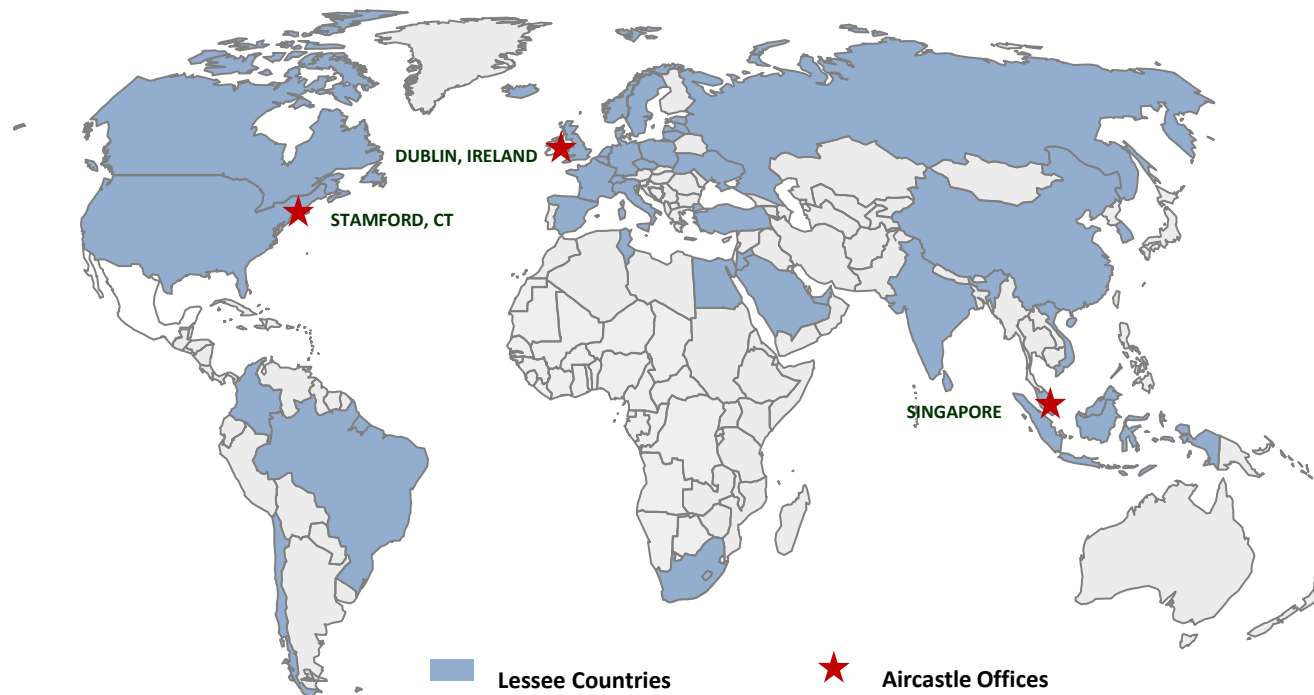 DUBLIN, IRELAND
STAMFORD, CT
SINGAPORE
Lessee Countries
Aircastle Offices